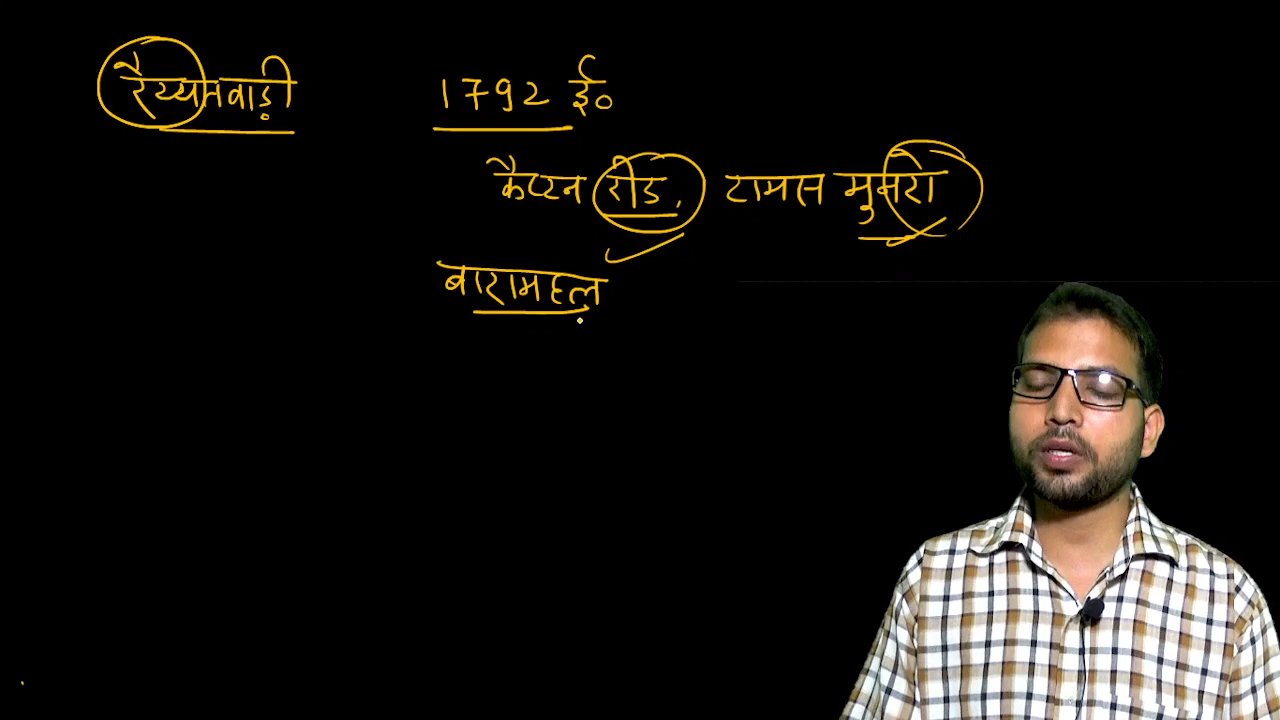 रैय्यतवाड़ी 1792 ई०
कैप्टन रीड, टामस मुनरो
बारामहल